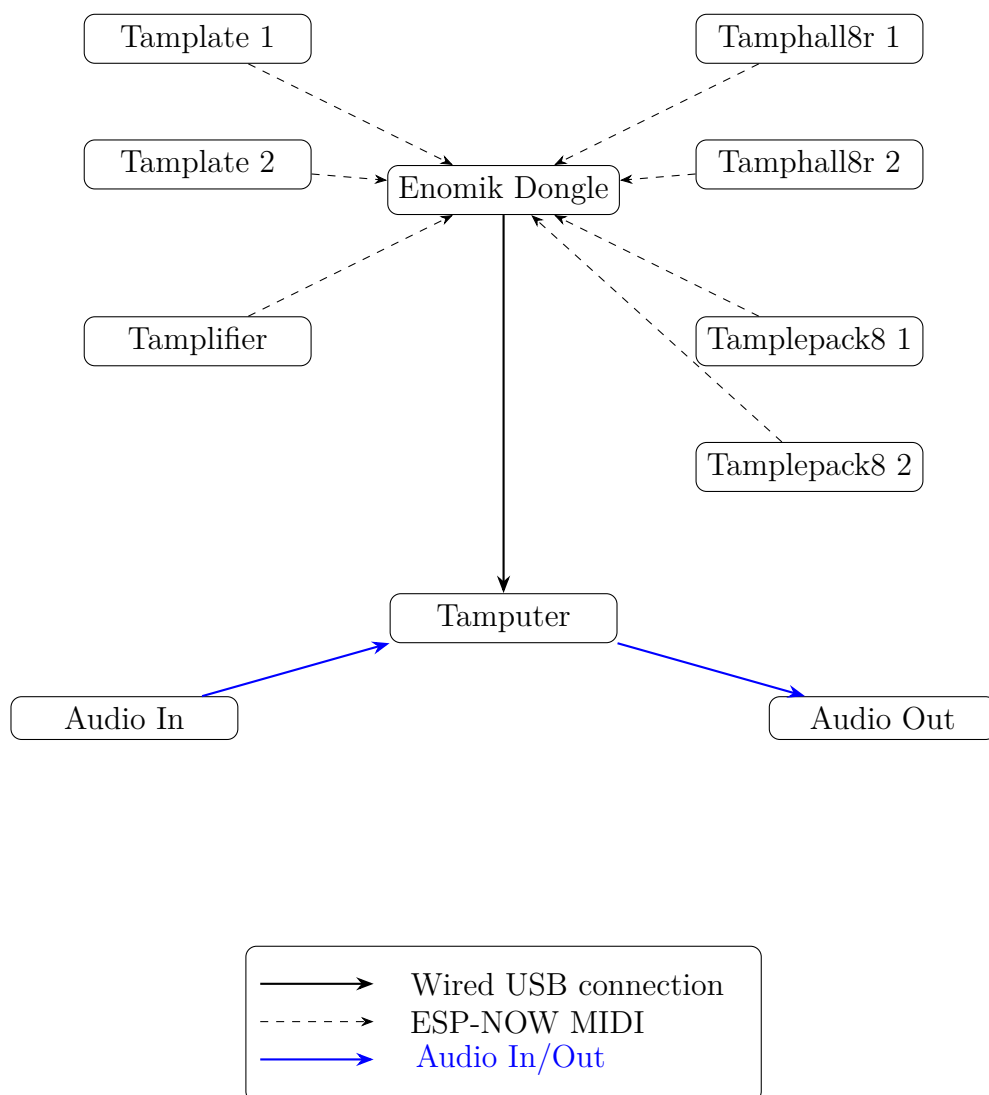 Tamplate 1
Tamphall8r 1
Tamplate 2
Tamphall8r 2
Enomik Dongle
Tamplifier
Tamplepack8 1
Tamplepack8 2
Tamputer
Audio In
Audio Out
Wired USB connection
ESP-NOW MIDI
Audio In/Out